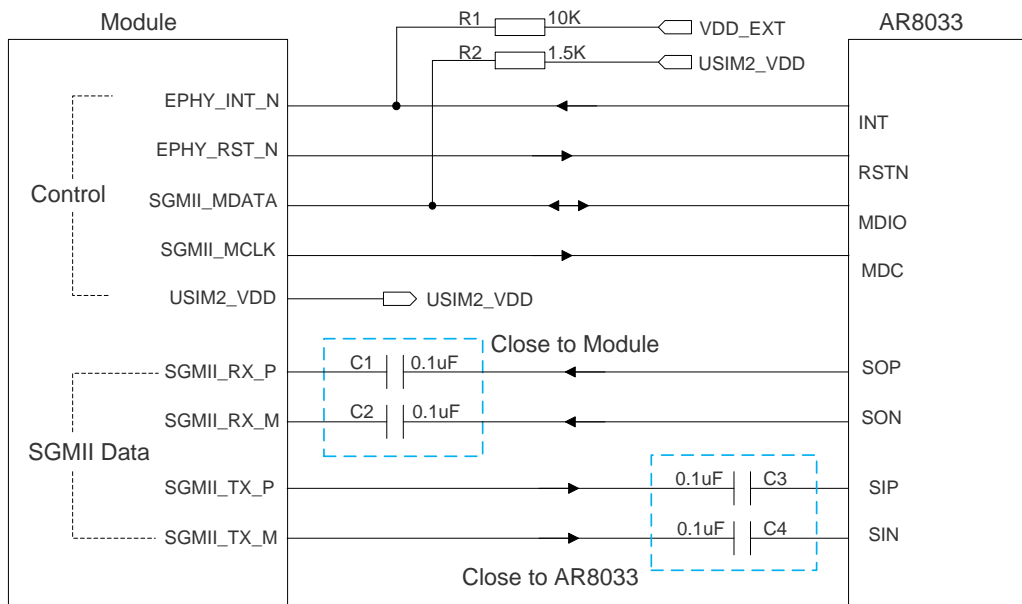 Module
R1 10K VDD_EXT
AR8033
R2 1.5K USIM2_VDD
EPHY_INT_N
INT
EPHY_RST_N
RSTN
Control
SGMII_MDATA
MDIO
SGMII_MCLK
MDC
USIM2_VDD
USIM2_VDD
Close to Module
SGMII_RX_P
C1 0.1uF
SOP
SGMII_RX_M
C2 0.1uF
SON
SGMII Data
SGMII_TX_P
0.1uF C3
SIP
SGMII_TX_M
0.1uF C4
SIN
Close to AR8033